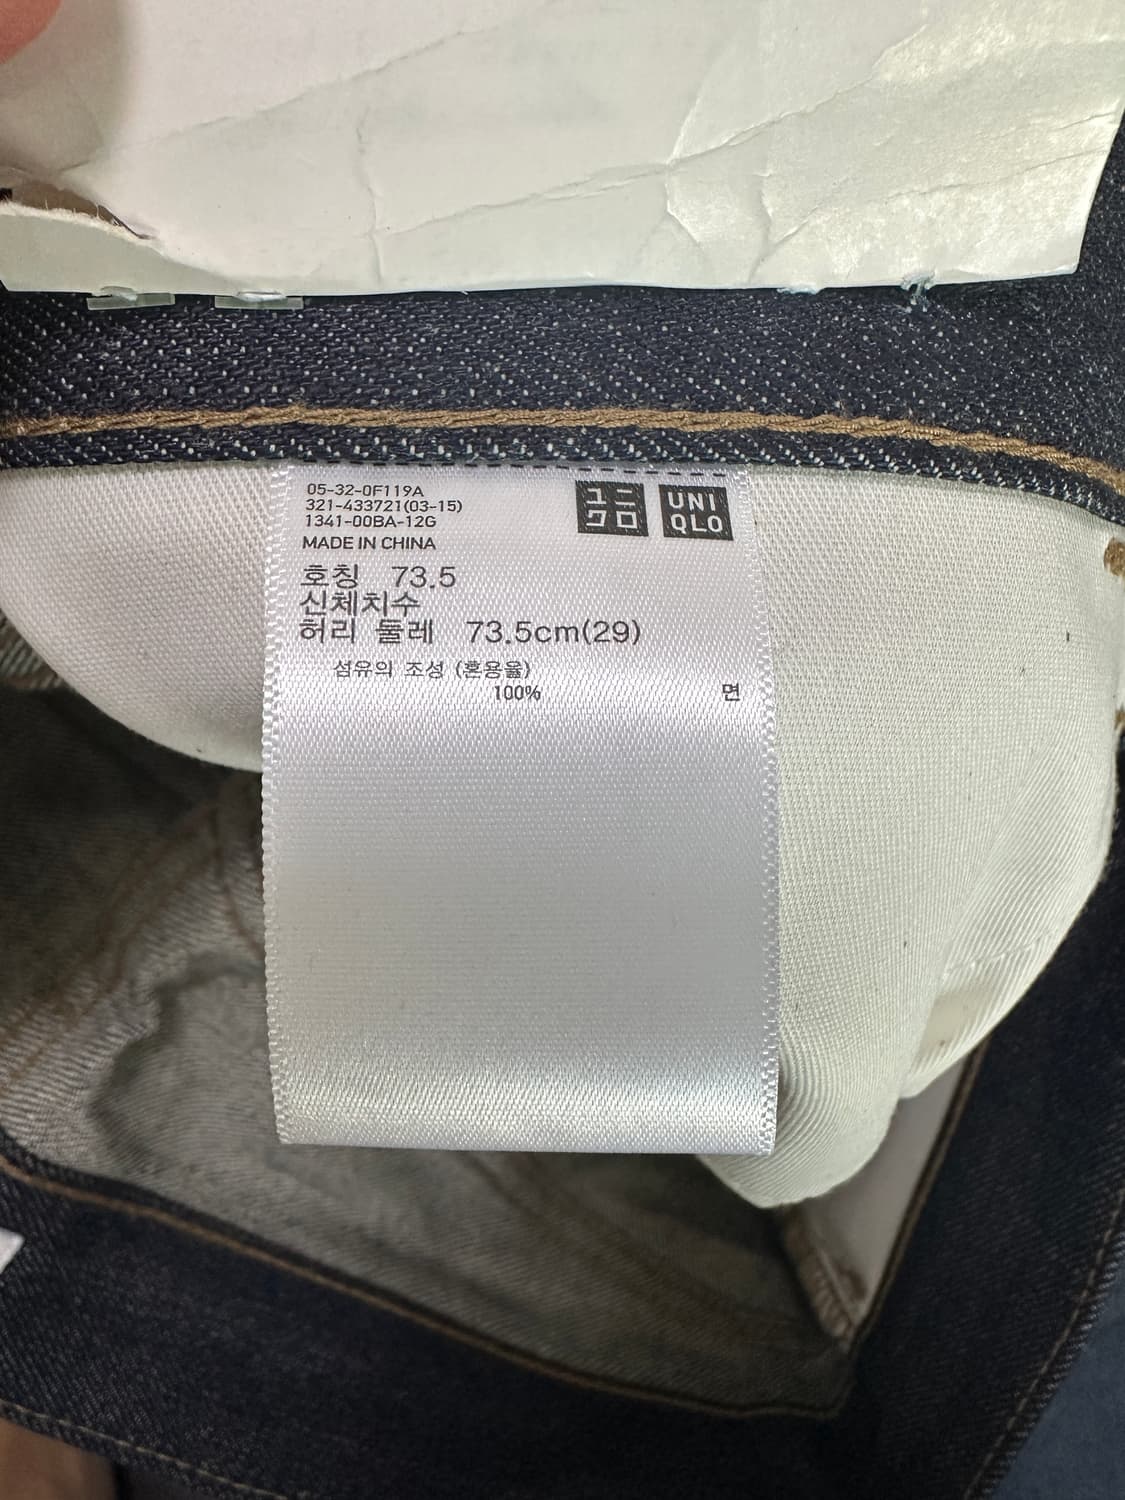 05-32-0F119A
321-433721(03-15)
1341-00BA-12G
MADE IN CHINA
ユニ
クロ
UNI
QLO
호칭 73.5
신체치수
허리 둘레 73.5cm(29)
섬유의 조성 (혼용율)
100% 면